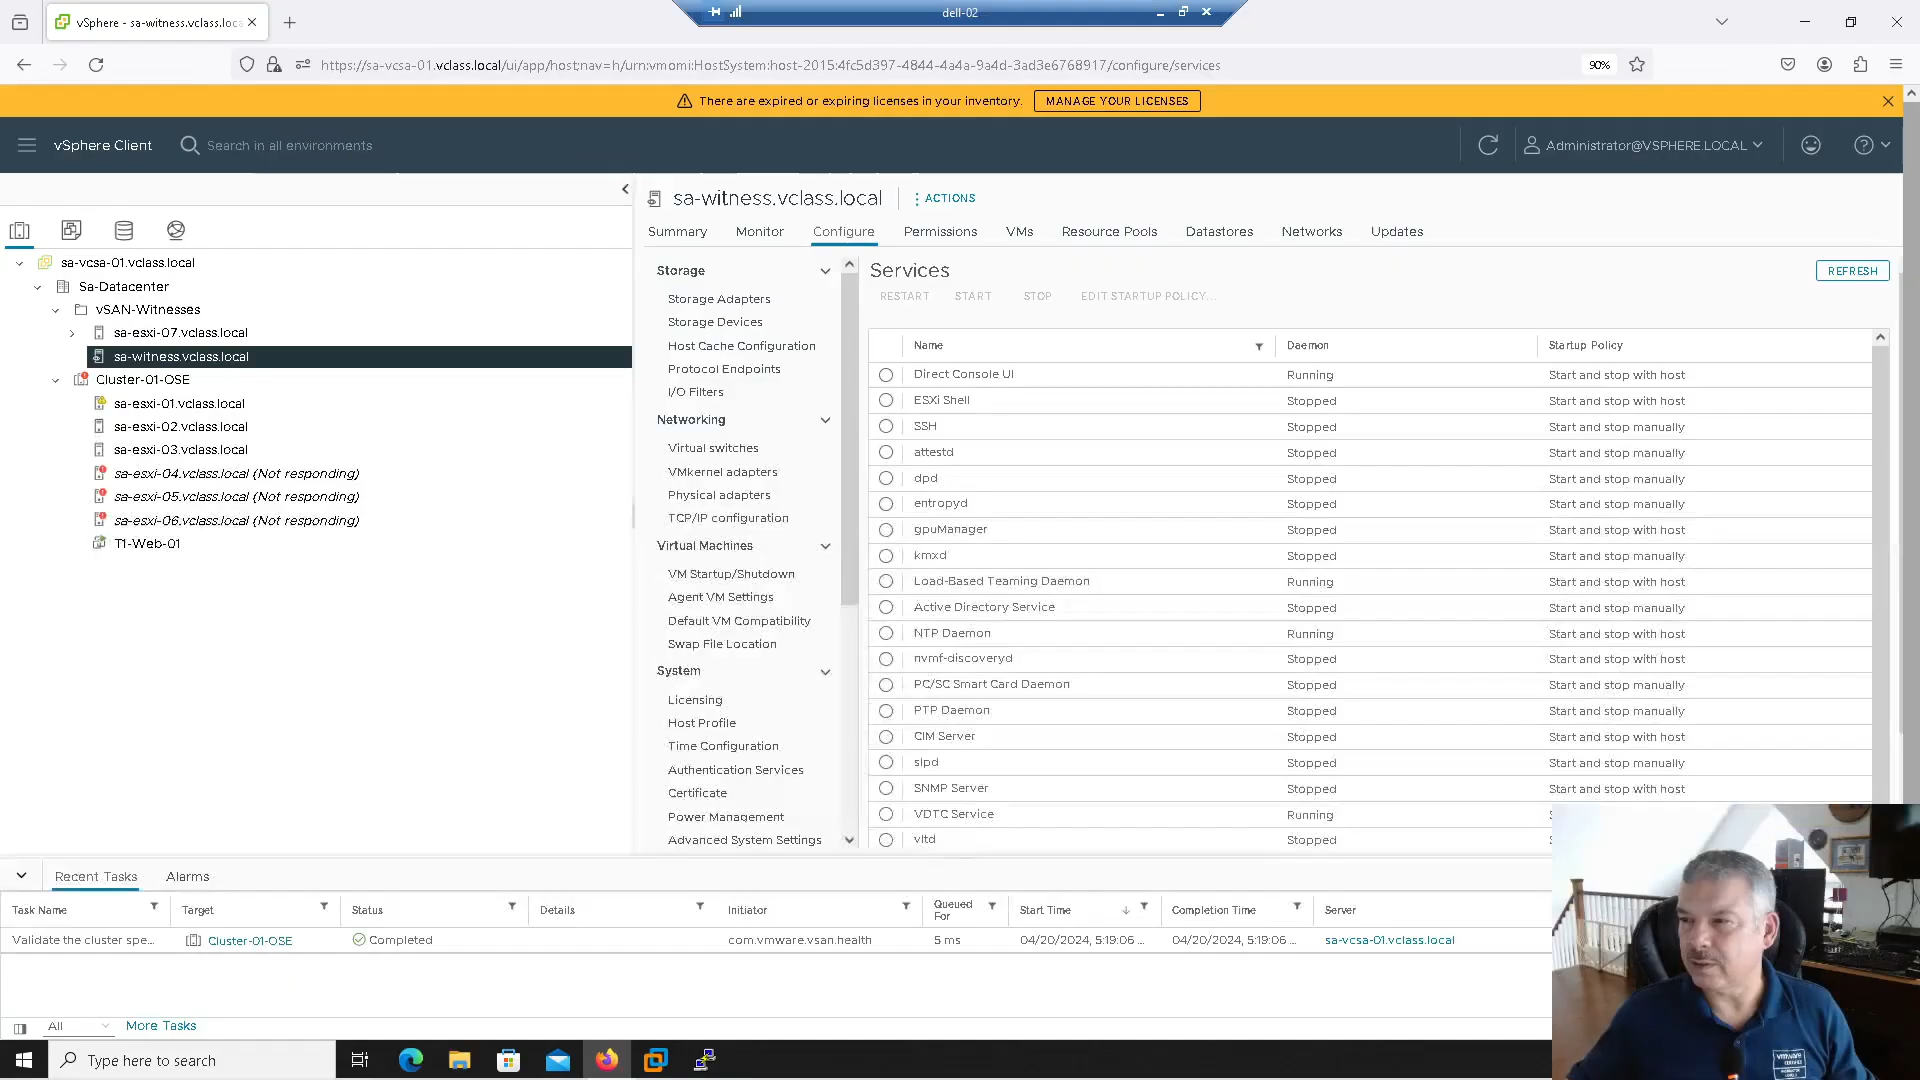 vSphere - sa-witness.vclass.loca
dell-02
https://sa-vcsa-01.vclass.local/ui/app/host;nav=h/urn:vmomi:HostSystem:host-2015:4fc5d397-4844-4a4a-9a4d-3ad3e6768917/configure/services
90%
There are expired or expiring licenses in your inventory.
MANAGE YOUR LICENSES
vSphere Client
Search in all environments
Administrator@VSPHERE.LOCAL
sa-vcsa-01.vclass.local
Sa-Datacenter
vSAN-Witnesses
sa-esxi-07.vclass.local
sa-witness.vclass.local
Cluster-01-OSE
sa-esxi-01.vclass.local
sa-esxi-02.vclass.local
sa-esxi-03.vclass.local
sa-esxi-04.vclass.local (Not responding)
sa-esxi-05.vclass.local (Not responding)
sa-esxi-06.vclass.local (Not responding)
T1-Web-01
sa-witness.vclass.local
ACTIONS
Summary Monitor Configure Permissions VMs Resource Pools Datastores Networks Updates
Storage
Storage Adapters
Storage Devices
Host Cache Configuration
Protocol Endpoints
I/O Filters
Networking
Virtual switches
VMkernel adapters
Physical adapters
TCP/IP configuration
Virtual Machines
VM Startup/Shutdown
Agent VM Settings
Default VM Compatibility
Swap File Location
System
Licensing
Host Profile
Time Configuration
Authentication Services
Certificate
Power Management
Advanced System Settings
Services
REFRESH
RESTART START STOP EDIT STARTUP POLICY...
Name Daemon Startup Policy
Direct Console UI Running Start and stop with host
ESXi Shell Stopped Start and stop with host
SSH Stopped Start and stop manually
attestd Stopped Start and stop manually
dpd Stopped Start and stop manually
entropyd Stopped Start and stop manually
gpuManager Stopped Start and stop with host
kmxd Stopped Start and stop manually
Load-Based Teaming Daemon Running Start and stop with host
Active Directory Service Stopped Start and stop manually
NTP Daemon Running Start and stop with host
nvmf-discoveryd Stopped Start and stop with host
PC/SC Smart Card Daemon Stopped Start and stop manually
PTP Daemon Stopped Start and stop manually
CIM Server Stopped Start and stop with host
slpd Stopped Start and stop manually
SNMP Server Stopped Start and stop with host
VDTC Service Running
vltd Stopped
Recent Tasks Alarms
Task Name Target Status Details Initiator Queued For Start Time Completion Time Server
Validate the cluster spe... Cluster-01-OSE Completed com.vmware.vsan.health 5 ms 04/20/2024, 5:19:06 ... 04/20/2024, 5:19:06 ... sa-vcsa-01.vclass.local
All More Tasks
Type here to search
vmware